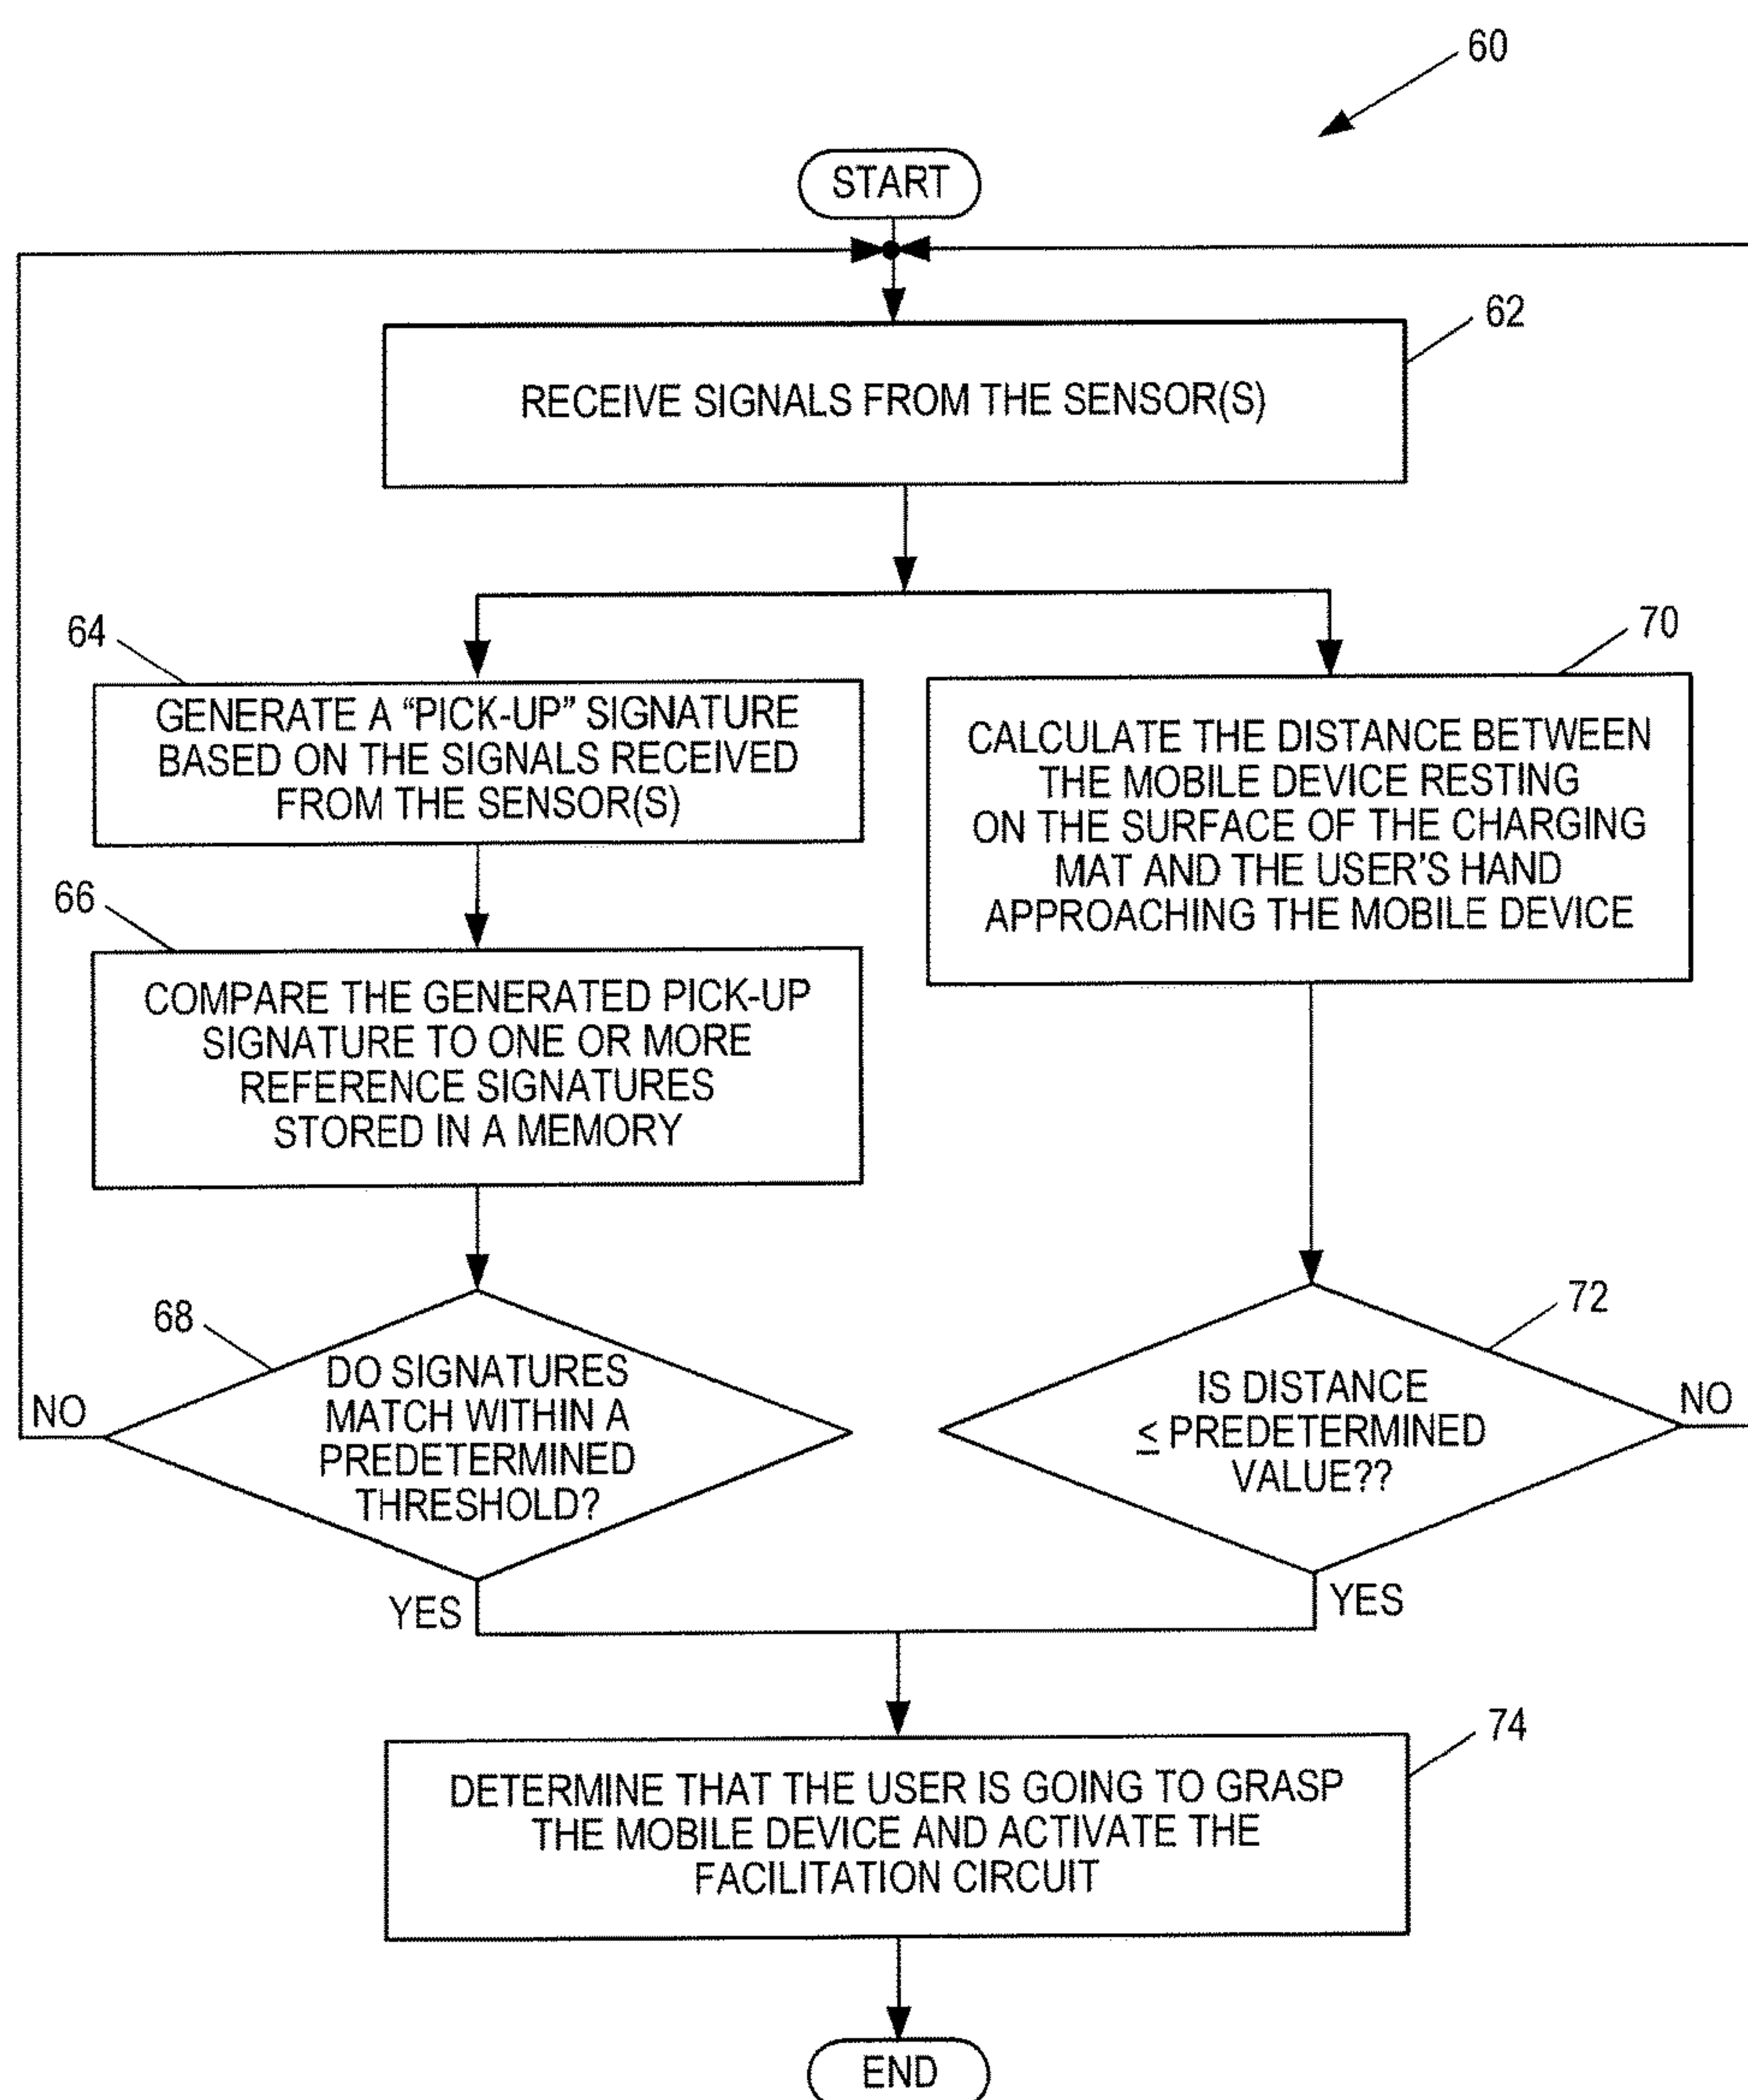 60
START
62
RECEIVE SIGNALS FROM THE SENSOR(S)
64
GENERATE A “PICK-UP” SIGNATURE
BASED ON THE SIGNALS RECEIVED
FROM THE SENSOR(S)
70
CALCULATE THE DISTANCE BETWEEN
THE MOBILE DEVICE RESTING
ON THE SURFACE OF THE CHARGING
MAT AND THE USER’S HAND
APPROACHING THE MOBILE DEVICE
66
COMPARE THE GENERATED PICK-UP
SIGNATURE TO ONE OR MORE
REFERENCE SIGNATURES
STORED IN A MEMORY
68
DO SIGNATURES
MATCH WITHIN A
PREDETERMINED
THRESHOLD?
NO
YES
72
IS DISTANCE
≤ PREDETERMINED
VALUE??
NO
YES
74
DETERMINE THAT THE USER IS GOING TO GRASP
THE MOBILE DEVICE AND ACTIVATE THE
FACILITATION CIRCUIT
END